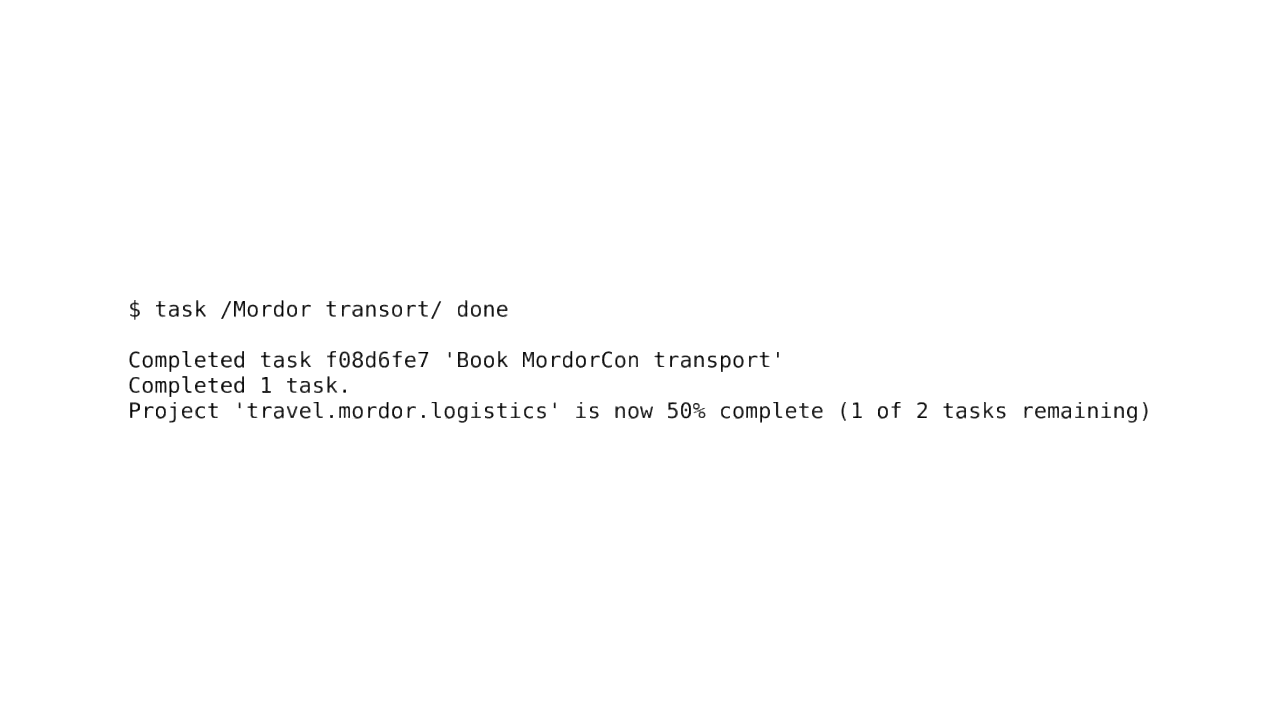 $ task /Mordor transort/ done
Completed task f08d6fe7 'Book MordorCon transport'
Completed 1 task.
Project 'travel.mordor.logistics' is now 50% complete (1 of 2 tasks remaining)